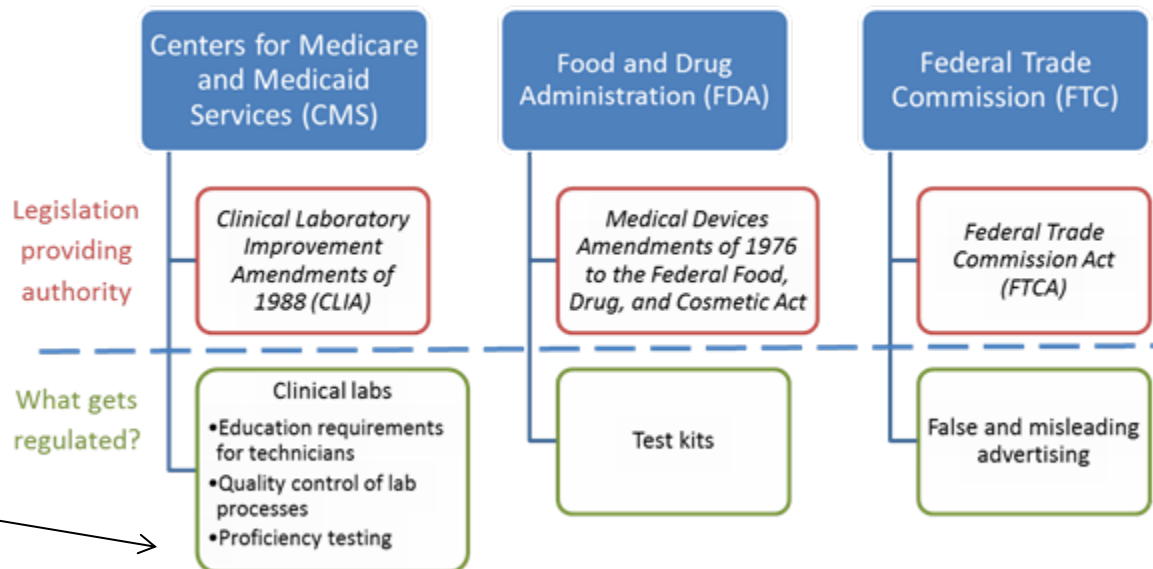 Centers for Medicare
and Medicaid
Services (CMS)
Food and Drug
Administration (FDA)
Federal Trade
Commission (FTC)
Legislation
providing
authority
Clinical Laboratory
Improvement
Amendments of
1988 (CLIA)
Medical Devices
Amendments of 1976
to the Federal Food,
Drug, and Cosmetic Act
Federal Trade
Commission Act
(FTCA)
What gets
regulated?
Clinical labs
•Education requirements
for technicians
•Quality control of lab
processes
•Proficiency testing
Test kits
False and misleading
advertising